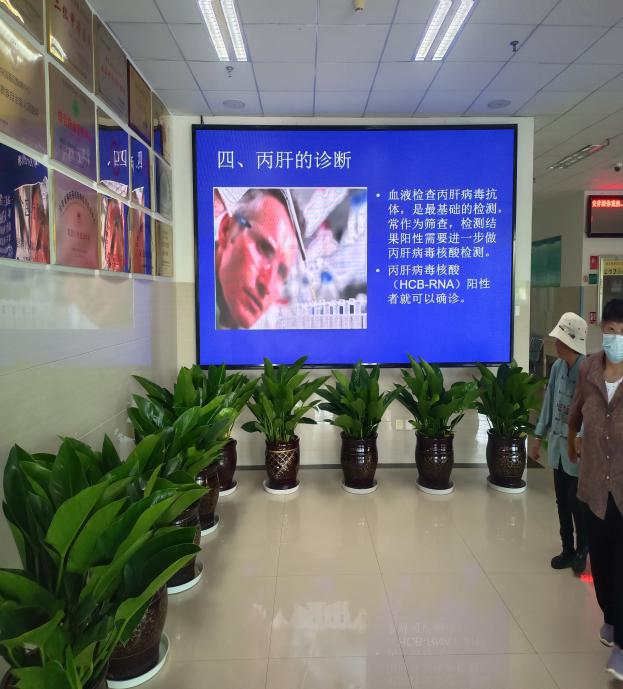 四、丙肝的诊断
• 血液检查丙肝病毒抗
体，是最基础的检测，
常作为筛查，检测结
果阳性需要进一步做
丙肝病毒核酸检测。
• 丙肝病毒核酸
（HCB-RNA）阳性
者就可以确诊。